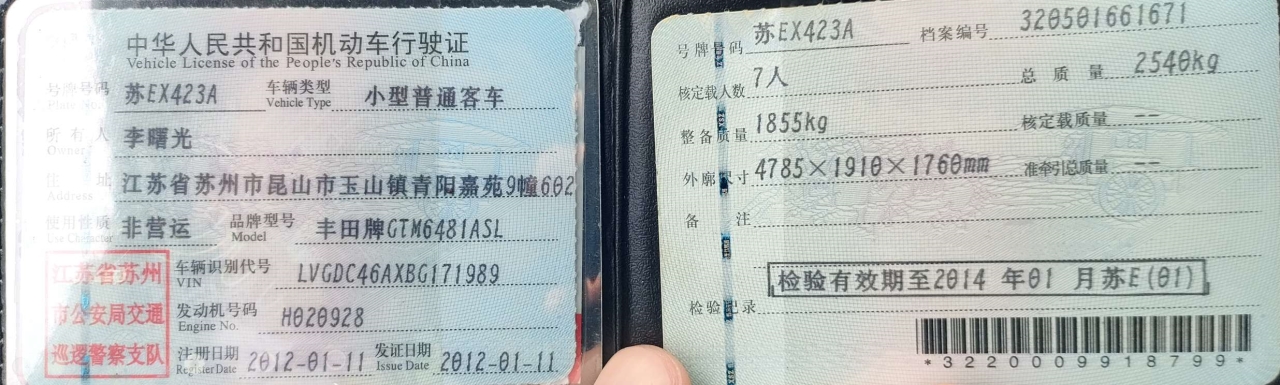 中华人民共和国机动车行驶证
Vehicle License of the People's Republic of China
号牌号码 苏EX423A 车辆类型 小型普通客车
Plate No. Vehicle Type
所有人 李曙光
Owner
住址 江苏省苏州市昆山市玉山镇青阳嘉苑9幢602
Address
使用性质 非营运 品牌型号 丰田牌GTM6481ASL
Use Character Model
江苏省苏州 车辆识别代号 LVGDC46AXBG171989
VIN
市公安局交通 发动机号码 H020928
Engine No.
巡逻警察支队 注册日期 2012-01-11 发证日期 2012-01-11
Register Date Issue Date
号牌号码 苏EX423A 档案编号 320501661671
核定载人数 7人 总质量 2540kg
整备质量 1855kg 核定载质量 --
外廓尺寸 4785×1910×1760mm 准牵引总质量 --
备注
检验有效期至2014 年01 月苏E(01)
检验记录
*3220009918799*